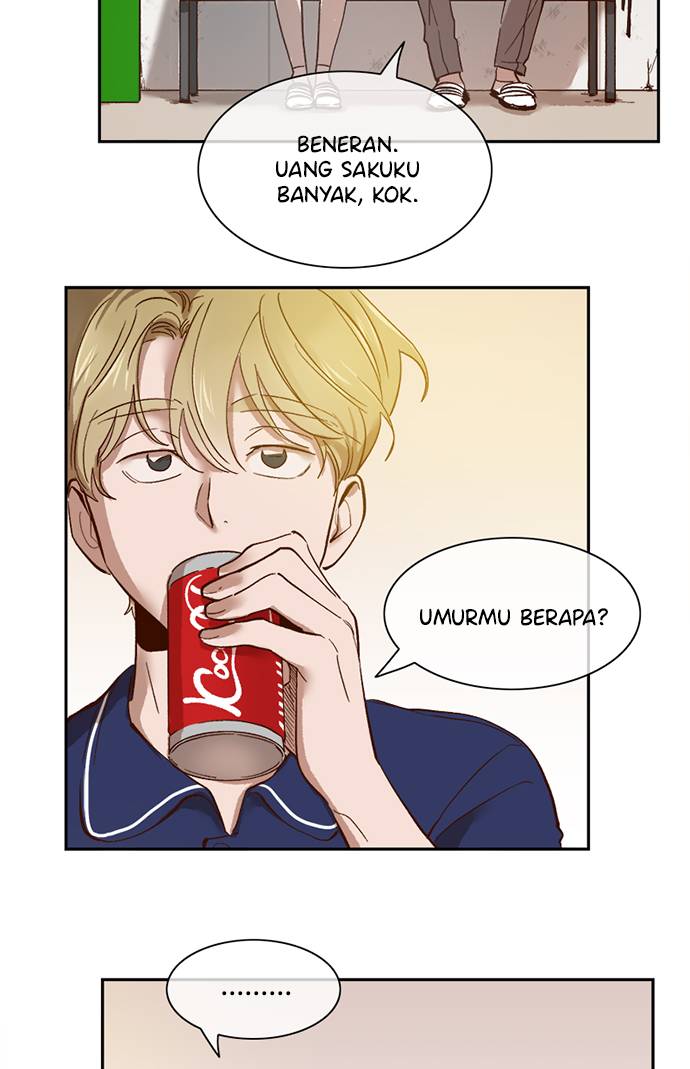 BENERAN.
UANG SAKUKU
BANYAK, KOK.
UMURMU BERAPA?
.........